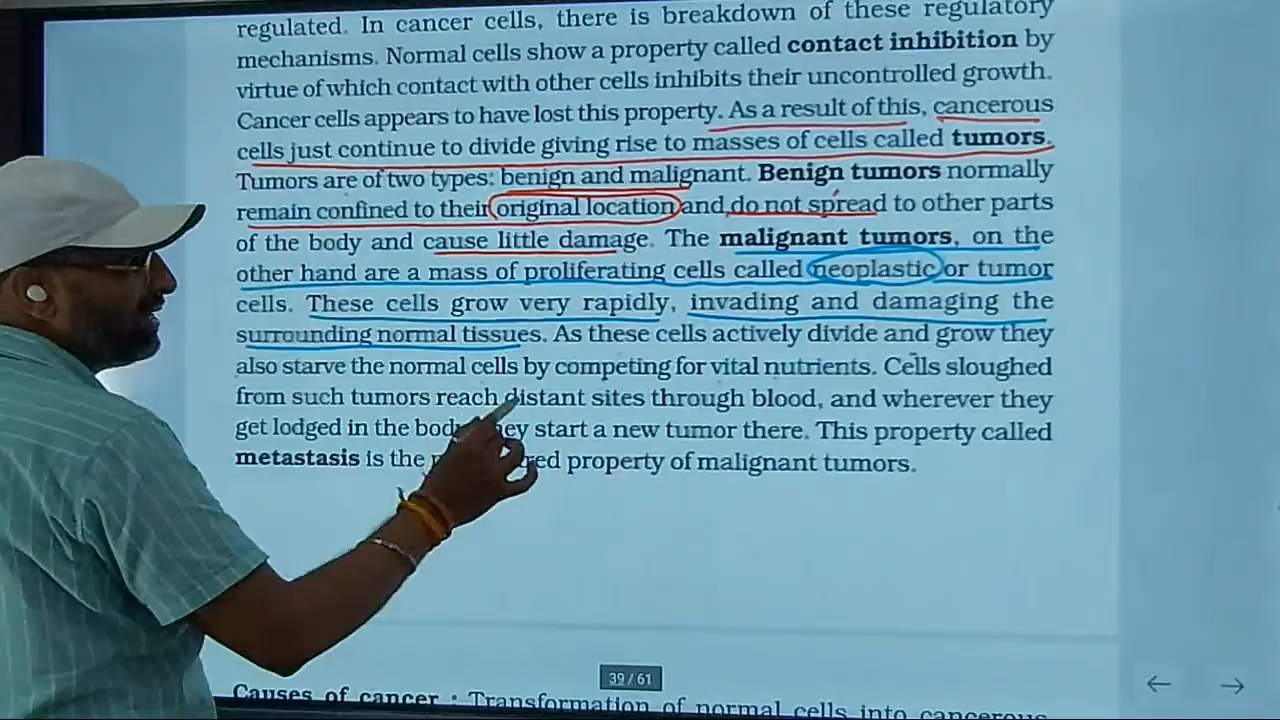 regulated. In cancer cells, there is breakdown of these regulatory
mechanisms. Normal cells show a property called contact inhibition by
virtue of which contact with other cells inhibits their uncontrolled growth.
Cancer cells appears to have lost this property. As a result of this, cancerous
cells just continue to divide giving rise to masses of cells called tumors.
Tumors are of two types: benign and malignant. Benign tumors normally
remain confined to their original location and do not spread to other parts
of the body and cause little damage. The malignant tumors, on the
other hand are a mass of proliferating cells called neoplastic or tumor
cells. These cells grow very rapidly, invading and damaging the
surrounding normal tissues. As these cells actively divide and grow they
also starve the normal cells by competing for vital nutrients. Cells sloughed
from such tumors reach distant sites through blood, and wherever they
get lodged in the start a new tumor there. This property called
metastasis is the property of malignant tumors.
39 / 61
Causes of cancer : Transformation of normal cells into cancerous